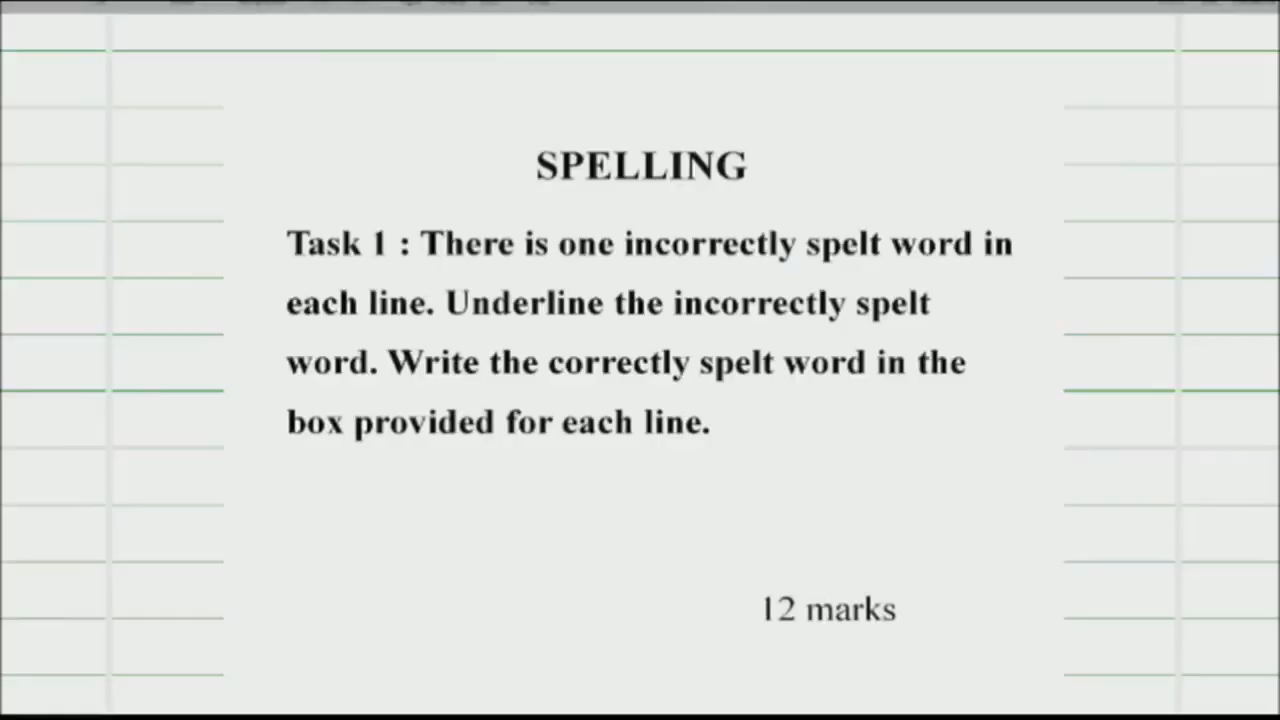 SPELLING
Task 1 : There is one incorrectly spelt word in
each line. Underline the incorrectly spelt
word. Write the correctly spelt word in the
box provided for each line.
12 marks